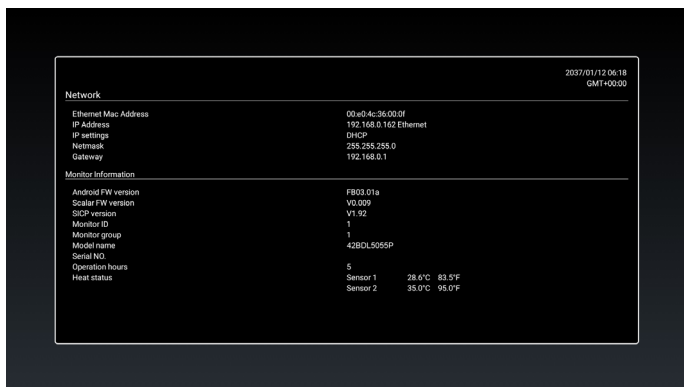 2037/01/12 06:18
GMT+00:00
Network
Ethernet Mac Address 00:e0:4c:36:00:0f
IP Address 192.168.0.162 Ethernet
IP settings DHCP
Netmask 255.255.255.0
Gateway 192.168.0.1
Monitor Information
Android FW version FB03.01a
Scalar FW version V0.009
SICP version V1.92
Monitor ID 1
Monitor group 1
Model name 42BDL5055P
Serial NO.
Operation hours 5
Heat status Sensor 1 28.6°C 83.5°F
Sensor 2 35.0°C 95.0°F